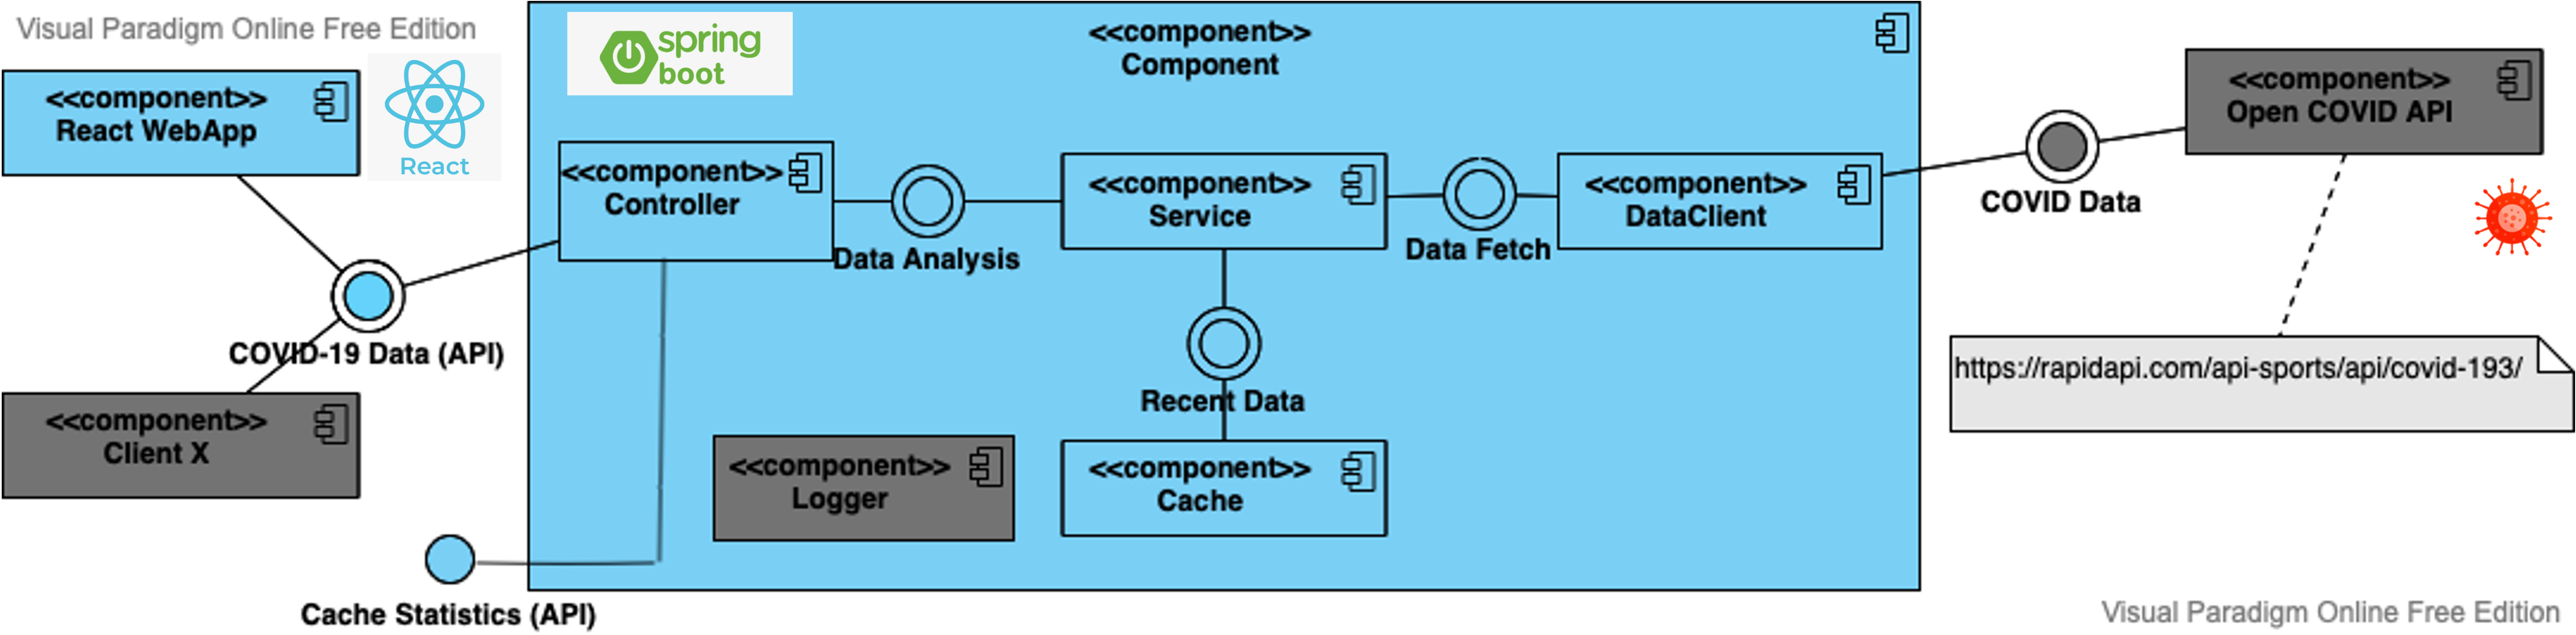 Visual Paradigm Online Free Edition
<<component>>
React WebApp
React
COVID-19 Data (API)
<<component>>
Client X
Cache Statistics (API)
spring
boot
<<component>>
Component
<<component>>
Controller
Data Analysis
<<component>>
Service
Data Fetch
<<component>>
DataClient
Recent Data
<<component>>
Logger
<<component>>
Cache
COVID Data
<<component>>
Open COVID API
https://rapidapi.com/api-sports/api/covid-193/
Visual Paradigm Online Free Edition